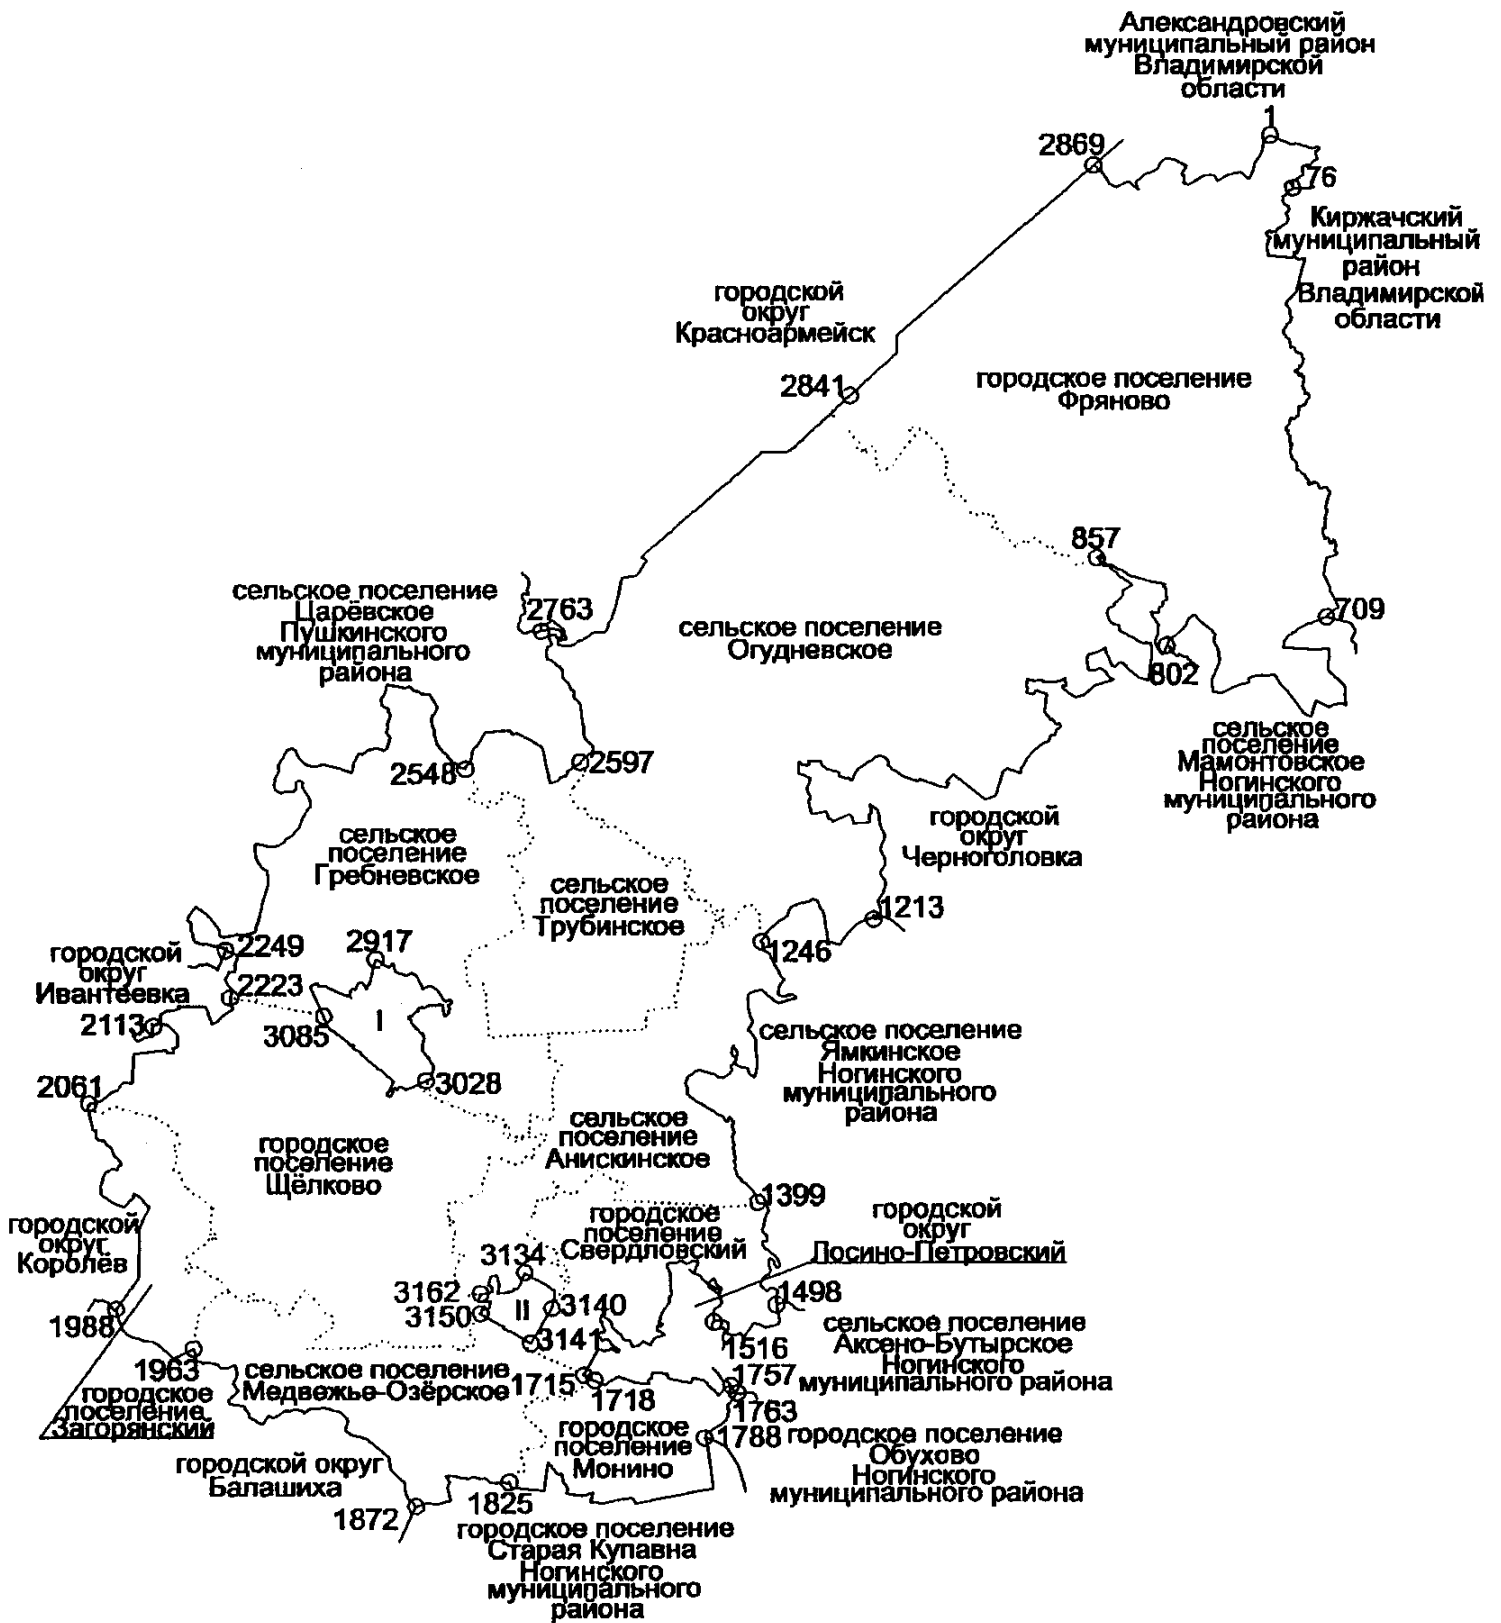 Александровский
муниципальный район
Владимирской
области
1
2869
76
Киржачский
муниципальный
район
Владимирской
области
городской
округ
Красноармейск
2841
городское поселение
Фряново
857
709
802
сельское поселение
Царёвское
Пушкинского
муниципального
района
2763
сельское поселение
Огудневское
2548
2597
сельское
поселение
Мамонтовское
Ногинского
муниципального
района
городской
округ
Черноголовка
сельское
поселение
Гребневское
сельское
поселение
Трубинское
1213
1246
городской
округ
Ивантеевка
2249
2223
2917
2113
3085
I
3028
2061
сельское поселение
Ямкинское
Ногинского
муниципального
района
городское
поселение
Щёлково
сельское
поселение
Анискинское
1399
городской
округ
Королёв
городское
поселение
Свердловский
городской
округ
Лосино-Петровский
3134
3162
3150
II
3140
3141
1498
1516
1988
1963
сельское поселение
Аксено-Бутырское
Ногинского
муниципального района
городское
поселение
Загорянский
сельское поселение
Медвежье-Озёрское
1715
1718
1757
1763
1788
городское
поселение
Монино
городское поселение
Обухово
Ногинского
муниципального района
городской округ
Балашиха
1872
1825
городское поселение
Старая Купавна
Ногинского
муниципального
района